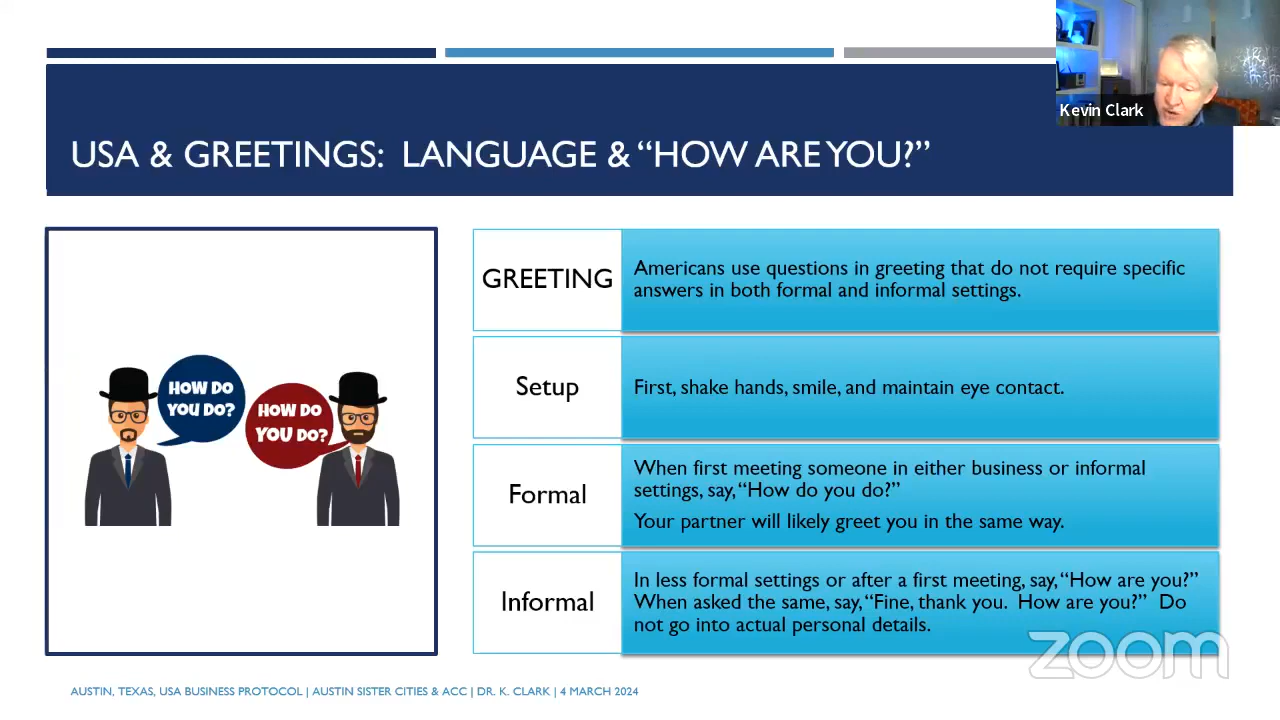 Kevin Clark
USA & GREETINGS: LANGUAGE & “HOW ARE YOU?”
HOW DO
YOU DO?
HOW DO
YOU DO?
GREETING
Americans use questions in greeting that do not require specific
answers in both formal and informal settings.
Setup
First, shake hands, smile, and maintain eye contact.
Formal
When first meeting someone in either business or informal
settings, say, “How do you do?”
Your partner will likely greet you in the same way.
Informal
In less formal settings or after a first meeting, say, “How are you?”
When asked the same, say, “Fine, thank you. How are you?” Do
not go into actual personal details.
zoom
AUSTIN, TEXAS, USA BUSINESS PROTOCOL | AUSTIN SISTER CITIES & ACC | DR. K. CLARK | 4 MARCH 2024